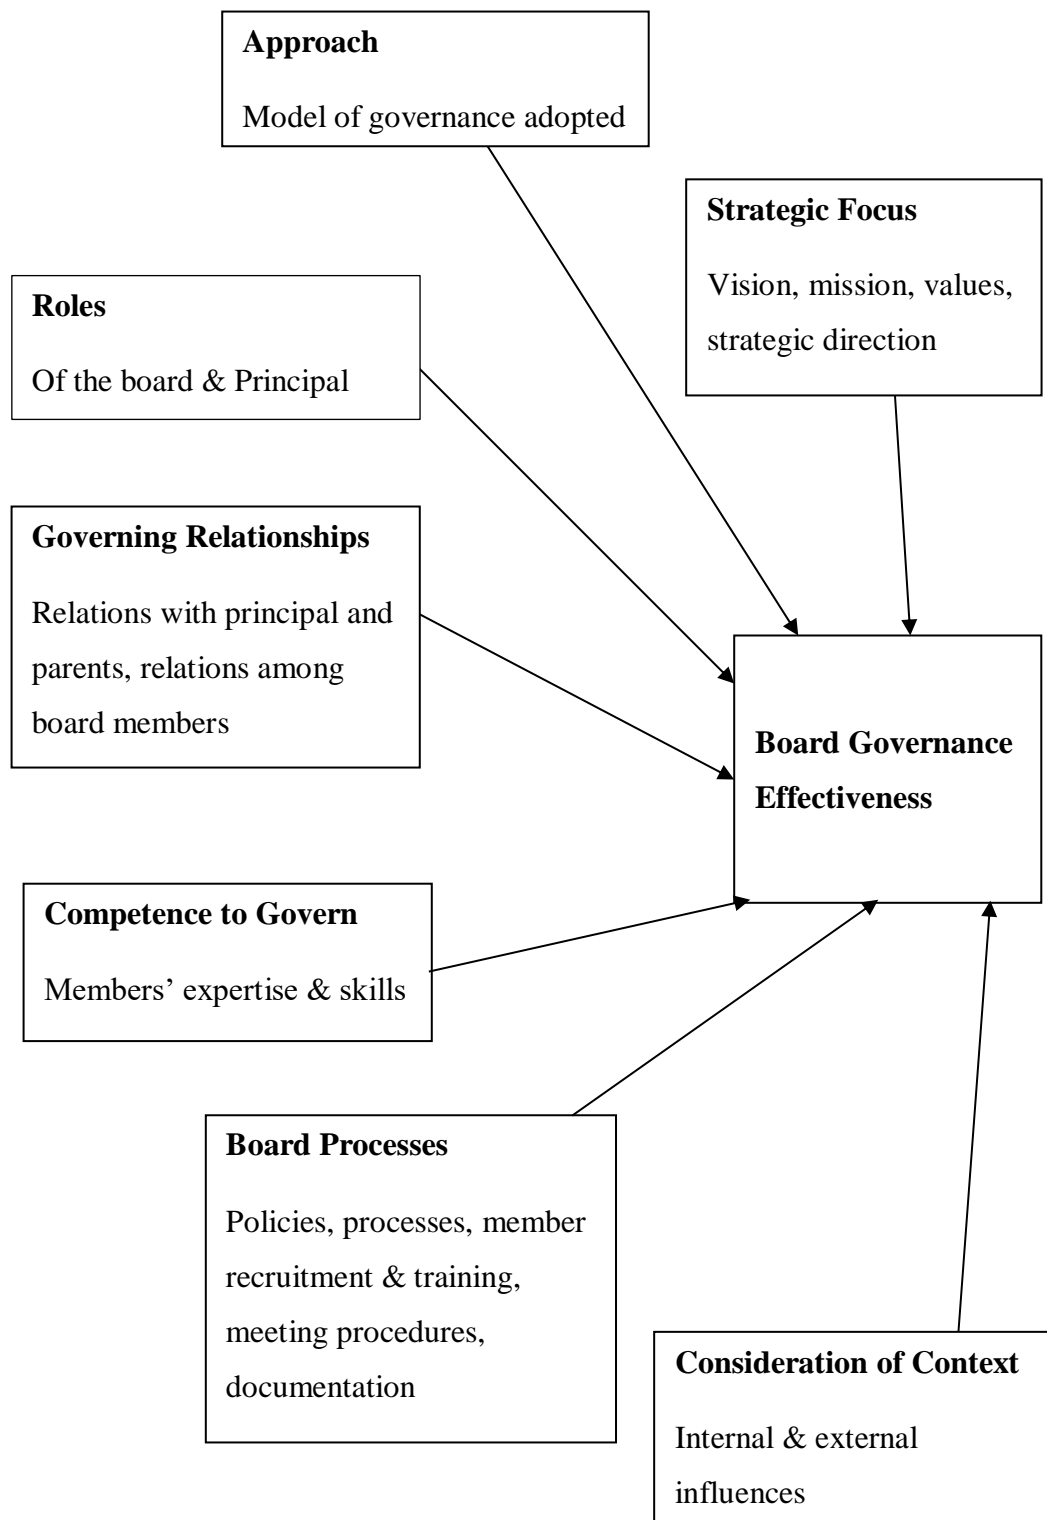 Approach
Model of governance adopted
Strategic Focus
Vision, mission, values,
strategic direction
Roles
Of the board & Principal
Governing Relationships
Relations with principal and
parents, relations among
board members
Board Governance
Effectiveness
Competence to Govern
Members’ expertise & skills
Board Processes
Policies, processes, member
recruitment & training,
meeting procedures,
documentation
Consideration of Context
Internal & external
influences